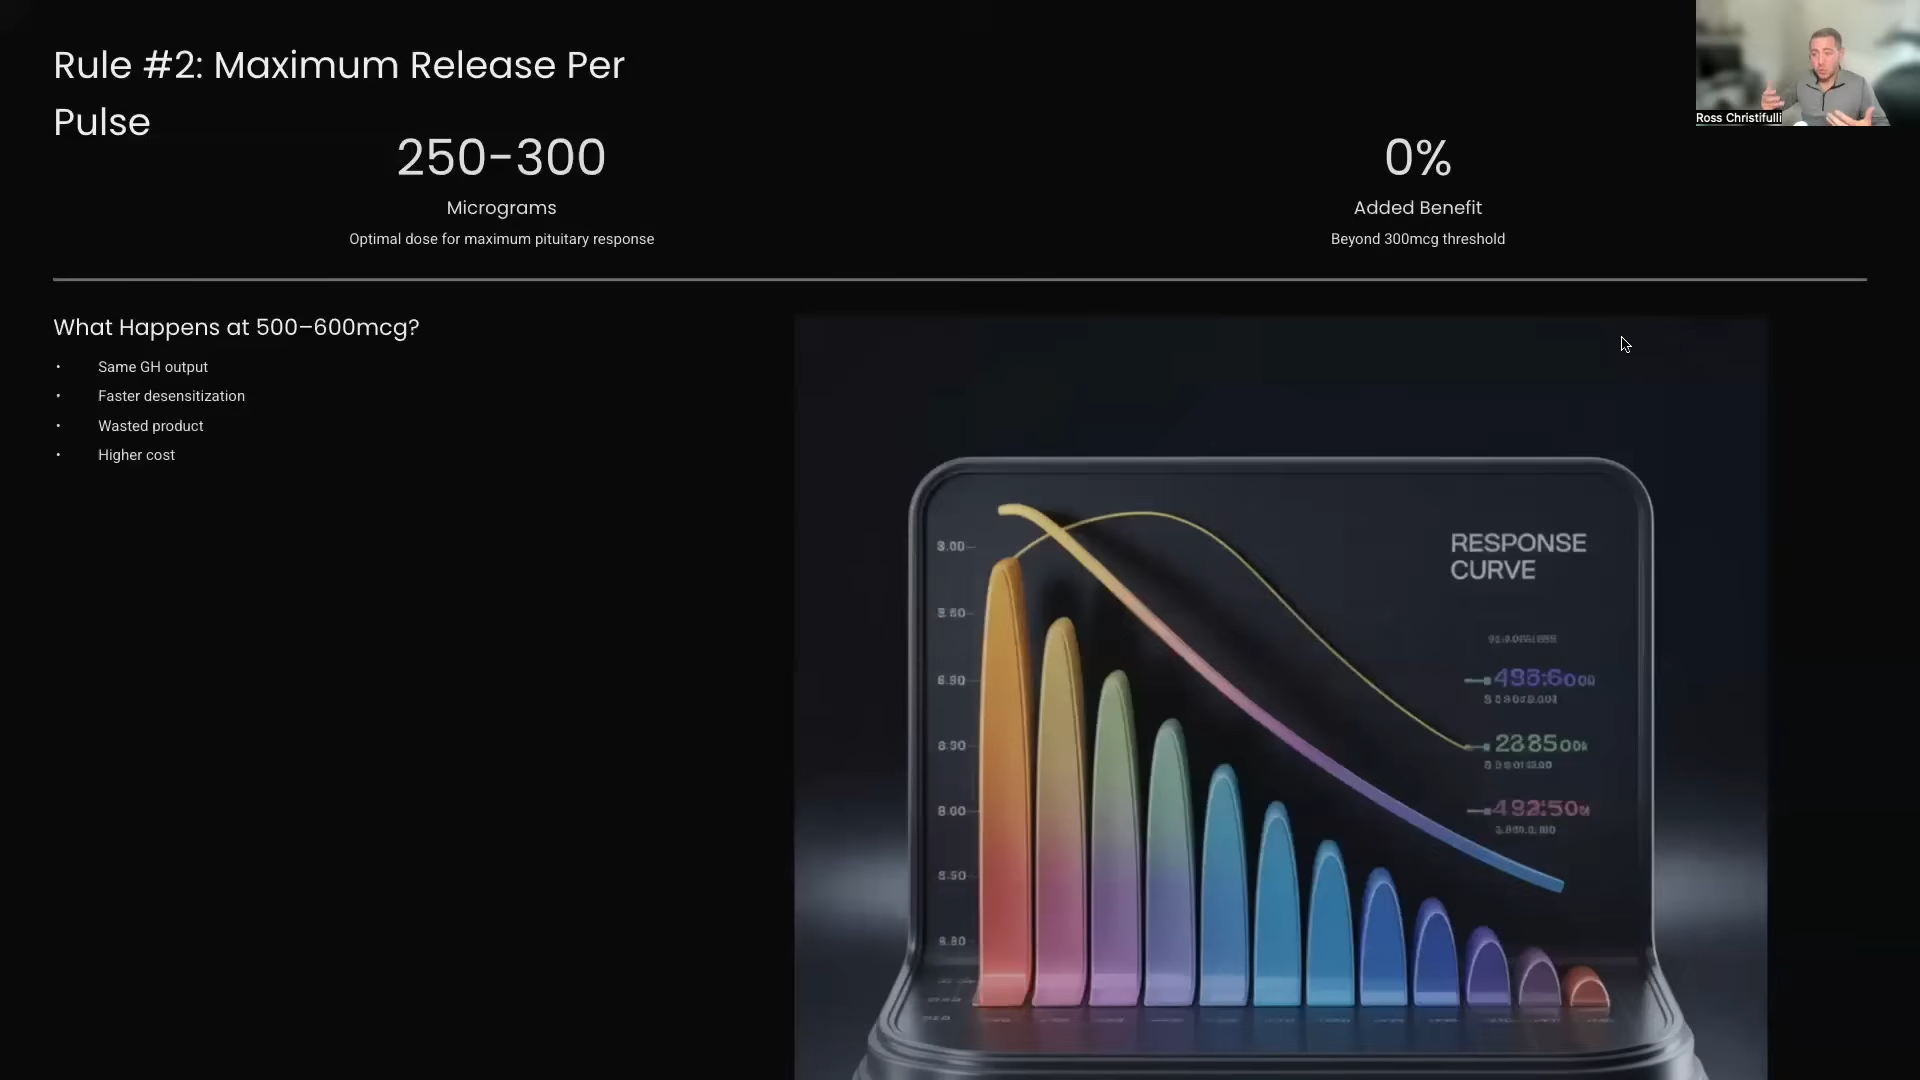 Rule #2: Maximum Release Per
Pulse
250-300
Micrograms
Optimal dose for maximum pituitary response
0%
Added Benefit
Beyond 300mcg threshold
Ross Christifulli
What Happens at 500–600mcg?
• Same GH output
• Faster desensitization
• Wasted product
• Higher cost
RESPONSE
CURVE